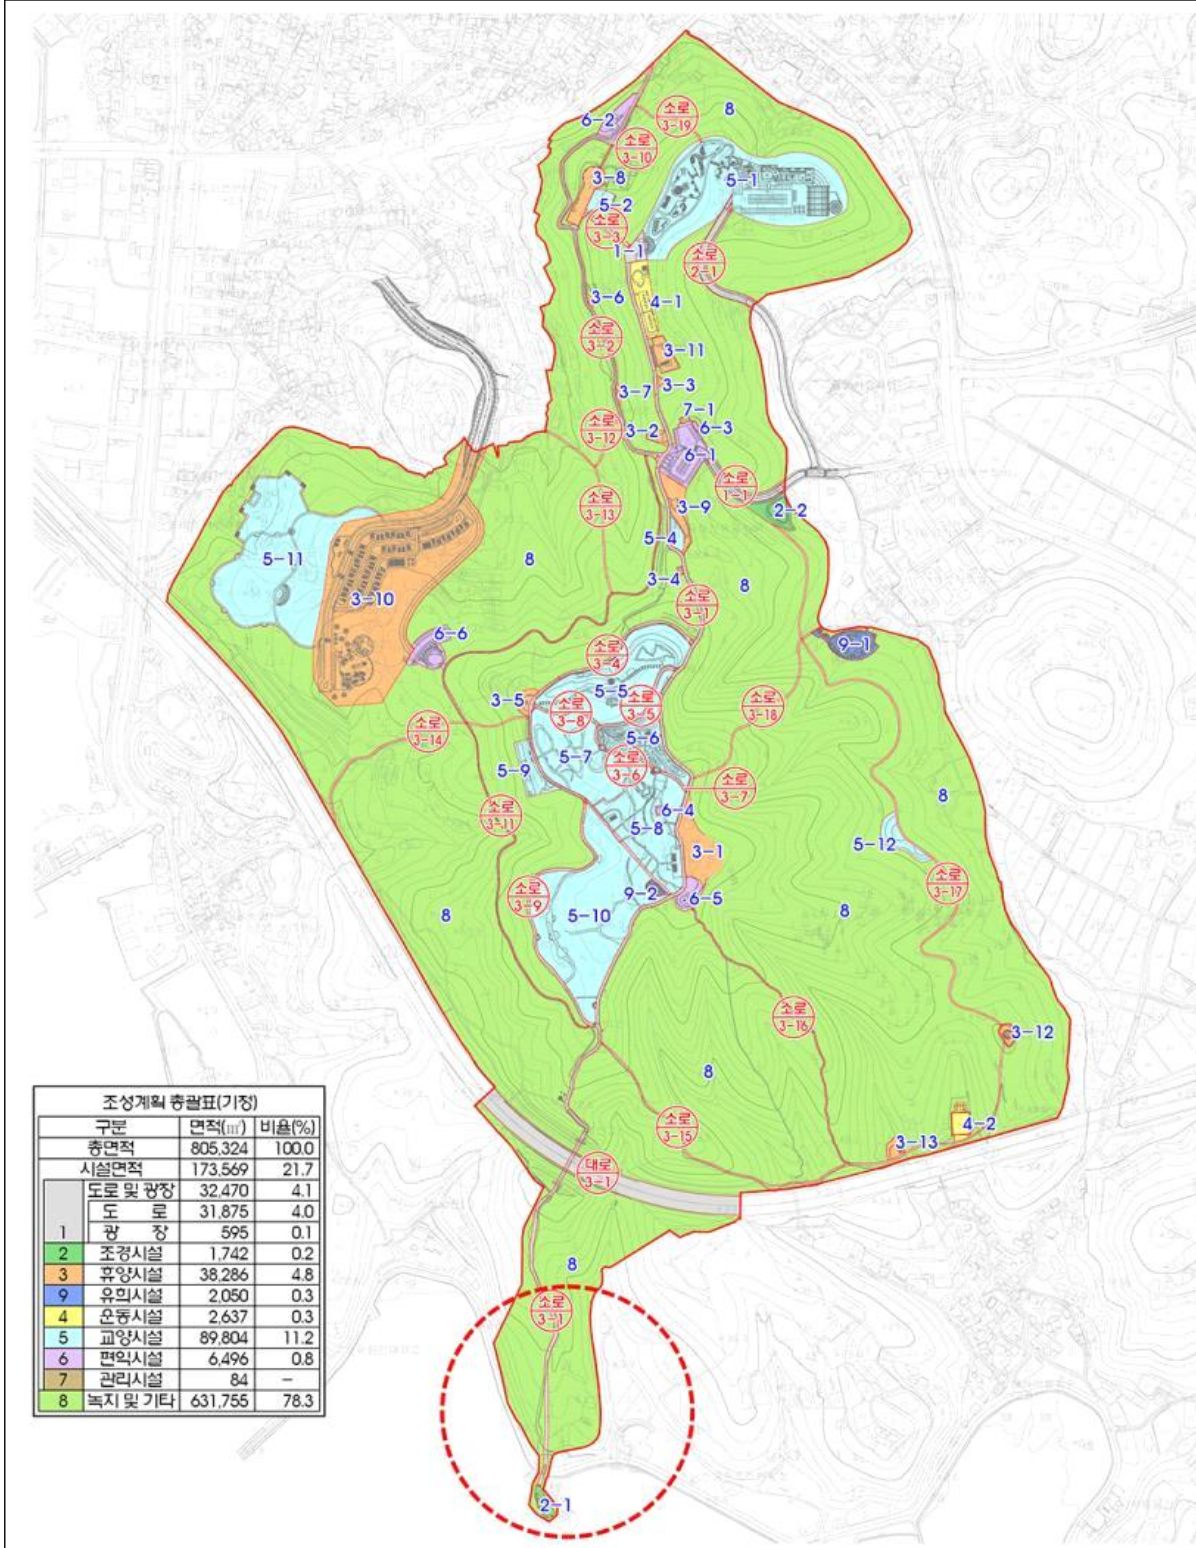 8
소로 3-19
6-2
소로 3-10
3-8
5-1
5-2
소로 3-3
1-1
소로 2-1
3-6
4-1
소로 3-2
3-11
3-3
3-7
7-1
소로 3-12
3-2
6-3
6-1
소로 1-1
소로 3-13
3-9
2-2
5-4
5-11
8
3-4
8
3-10
소로 3-1
6-6
9-1
소로 3-4
5-5
3-5
소로 3-8
소로 3-5
소로 3-18
소로 3-14
5-6
5-7
5-9
소로 3-6
소로 3-7
8
소로 3-11
6-4
5-8
5-12
3-1
소로 3-17
소로 3-9
9-2
6-5
8
5-10
8
소로 3-16
3-12
8
소로 3-15
4-2
3-13
대로 3-1
8
소로 3-1
2-1
조성계획 총괄표(기정)
구분 면적(㎡) 비율(%)
총면적 805,324 100.0
시설면적 173,569 21.7
도로 및 광장 32,470 4.1
도 로 31,875 4.0
1 광 장 595 0.1
2 조경시설 1,742 0.2
3 휴양시설 38,286 4.8
9 유희시설 2,050 0.3
4 운동시설 2,637 0.3
5 교양시설 89,804 11.2
6 편익시설 6,496 0.8
7 관리시설 84 -
8 녹지 및 기타 631,755 78.3